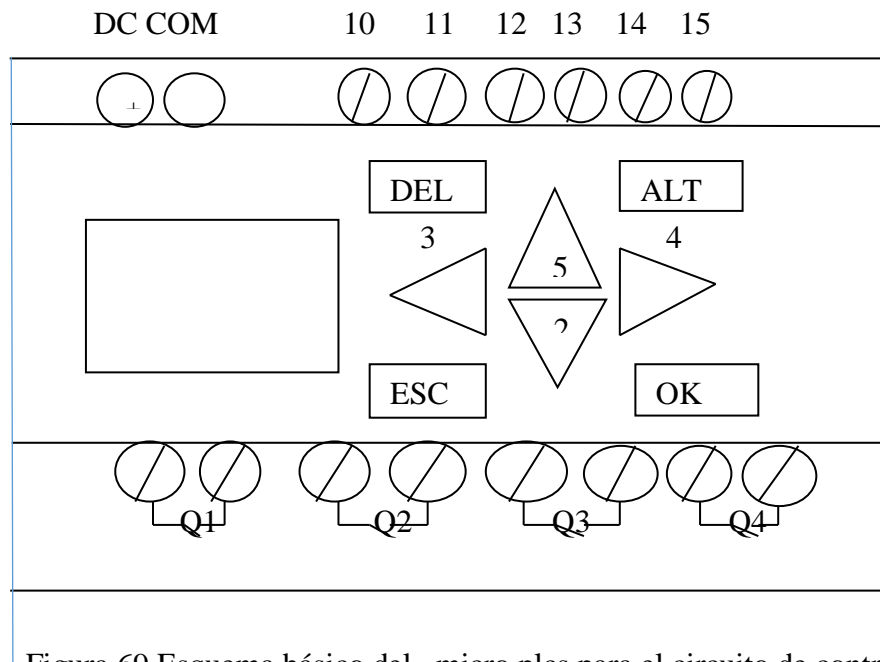 DC COM 10 11 12 13 14 15
+
DEL ALT
3 4
5
2
ESC OK
Q1 Q2 Q3 Q4
Figura 69 Esquema básico del micro plcs para el circuito de